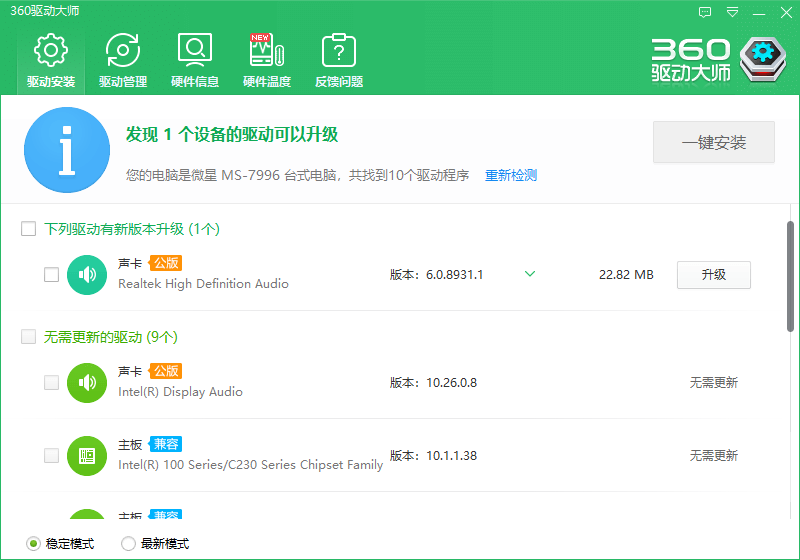 360驱动大师
驱动安装
驱动管理
硬件信息
NEW
硬件温度
反馈问题
360
驱动大师
发现 1 个设备的驱动可以升级
您的电脑是微星 MS-7996 台式电脑，共找到10个驱动程序 重新检测
一键安装
下列驱动有新版本升级 (1个)
声卡 公版
Realtek High Definition Audio
版本：6.0.8931.1
22.82 MB
升级
无需更新的驱动 (9个)
声卡 公版
Intel(R) Display Audio
版本：10.26.0.8
无需更新
主板 兼容
Intel(R) 100 Series/C230 Series Chipset Family
版本：10.1.1.38
无需更新
主板 兼容
稳定模式
最新模式